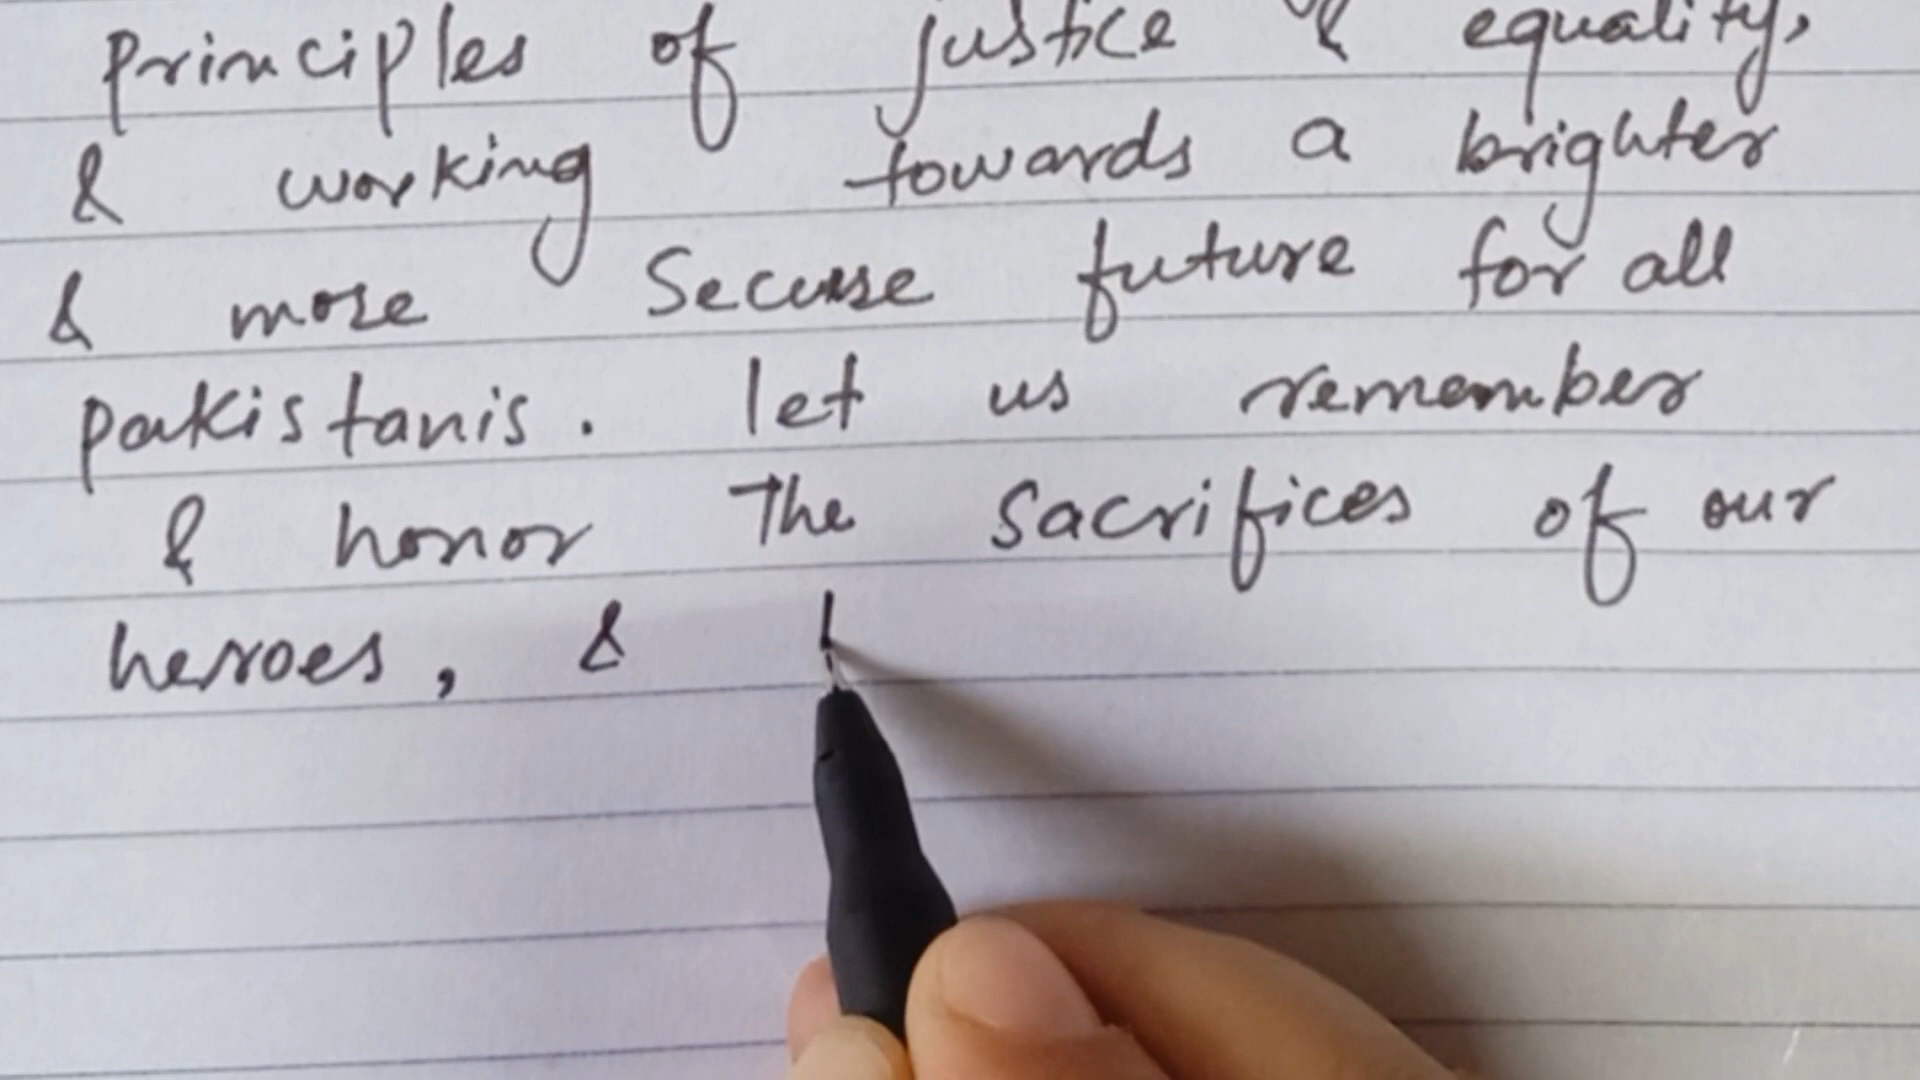 principles of justice & equality,
& working towards a brighter
& more Secure future for all
pakistanis. let us remember
& honor The sacrifices of our
heroes, &